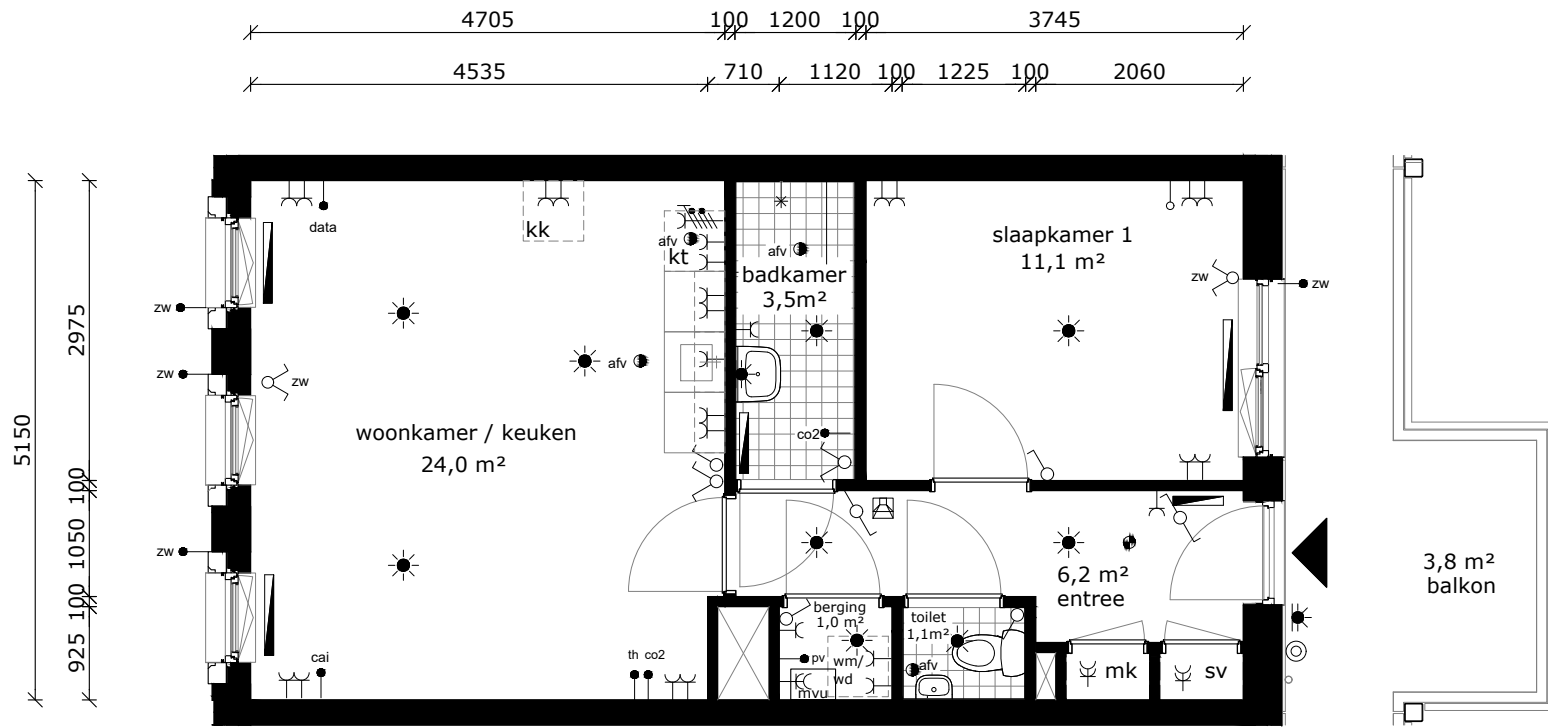 4705 100 1200 100 3745
4535 710 1120 100 1225 100 2060
5150
2975
100
1050
100
925
data
kk
afv
kt
afv
badkamer
3,5m²
slaapkamer 1
11,1 m²
zw
zw
zw
zw
zw
afv
woonkamer / keuken
24,0 m²
co2
zw
6,2 m²
entree
3,8 m²
balkon
berging
1,0 m²
toilet
1,1m²
cai
th co2
pv
wm/
wd
mvu
afv
mk
sv